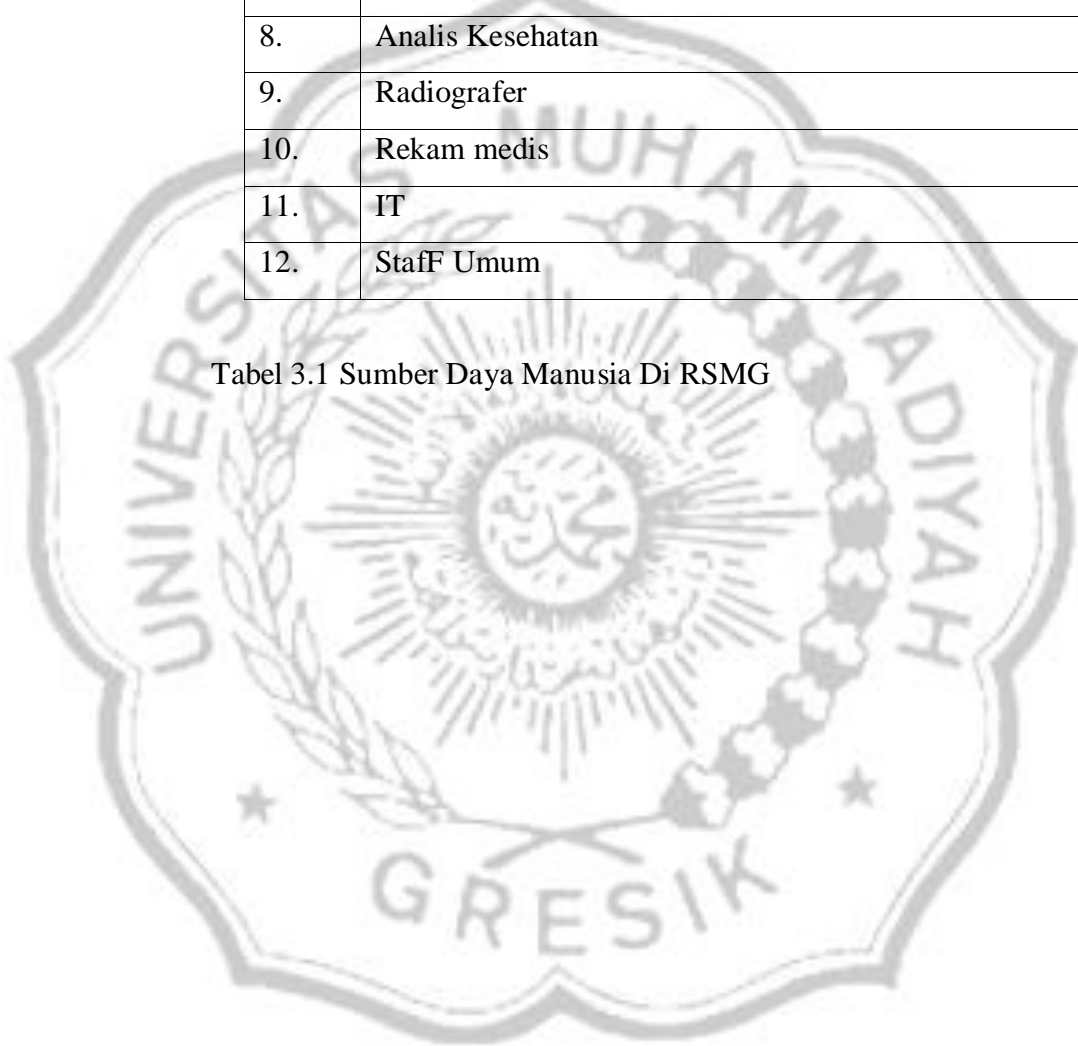 8. Analis Kesehatan
9. Radiografer
10. Rekam medis
11. IT
12. StafF Umum
Tabel 3.1 Sumber Daya Manusia Di RSMG
UNIVERSITAS MUHAMMADIYAH
GRESIK